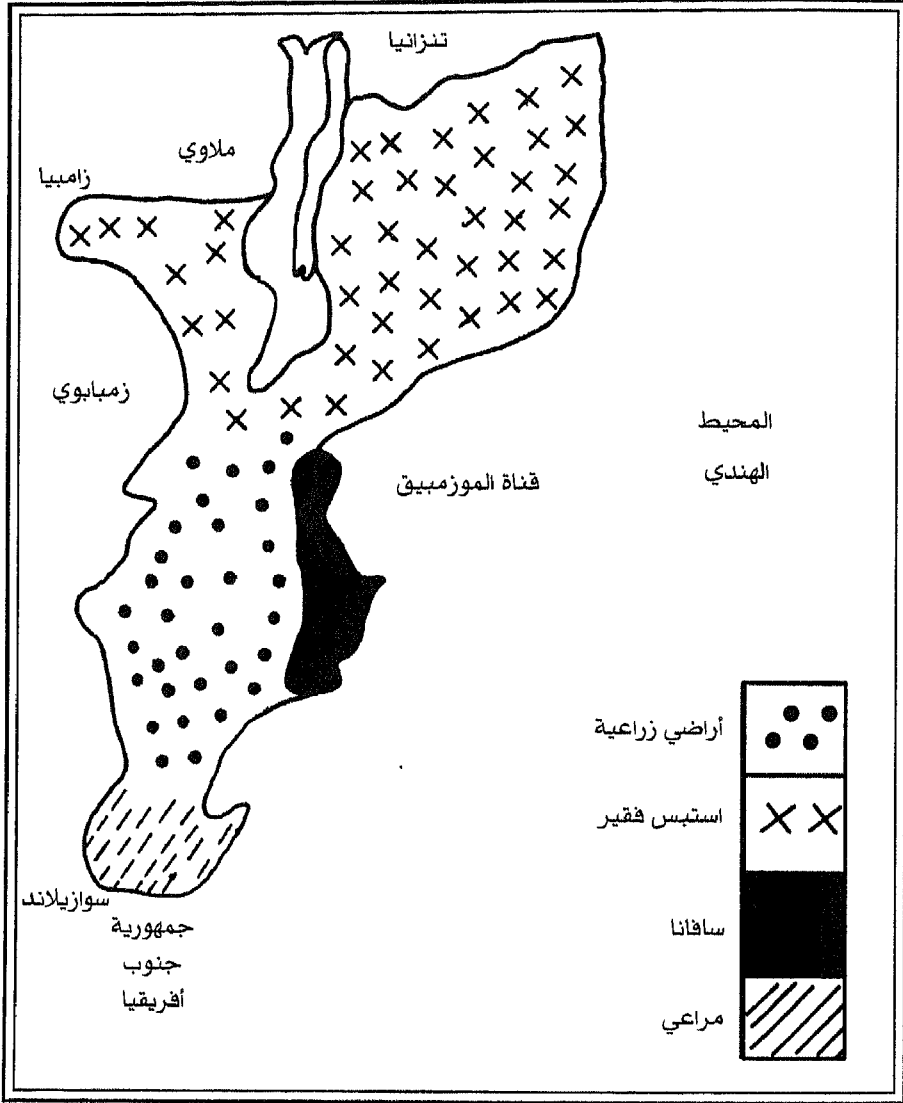 تنزانيا
ملاوي
زامبيا
زمبابوي
المحيط
الهندي
قناة الموزمبيق
أراضي زراعية
استبس فقير
سافانا
مراعي
سوازيلاند
جمهورية
جنوب
أفريقيا